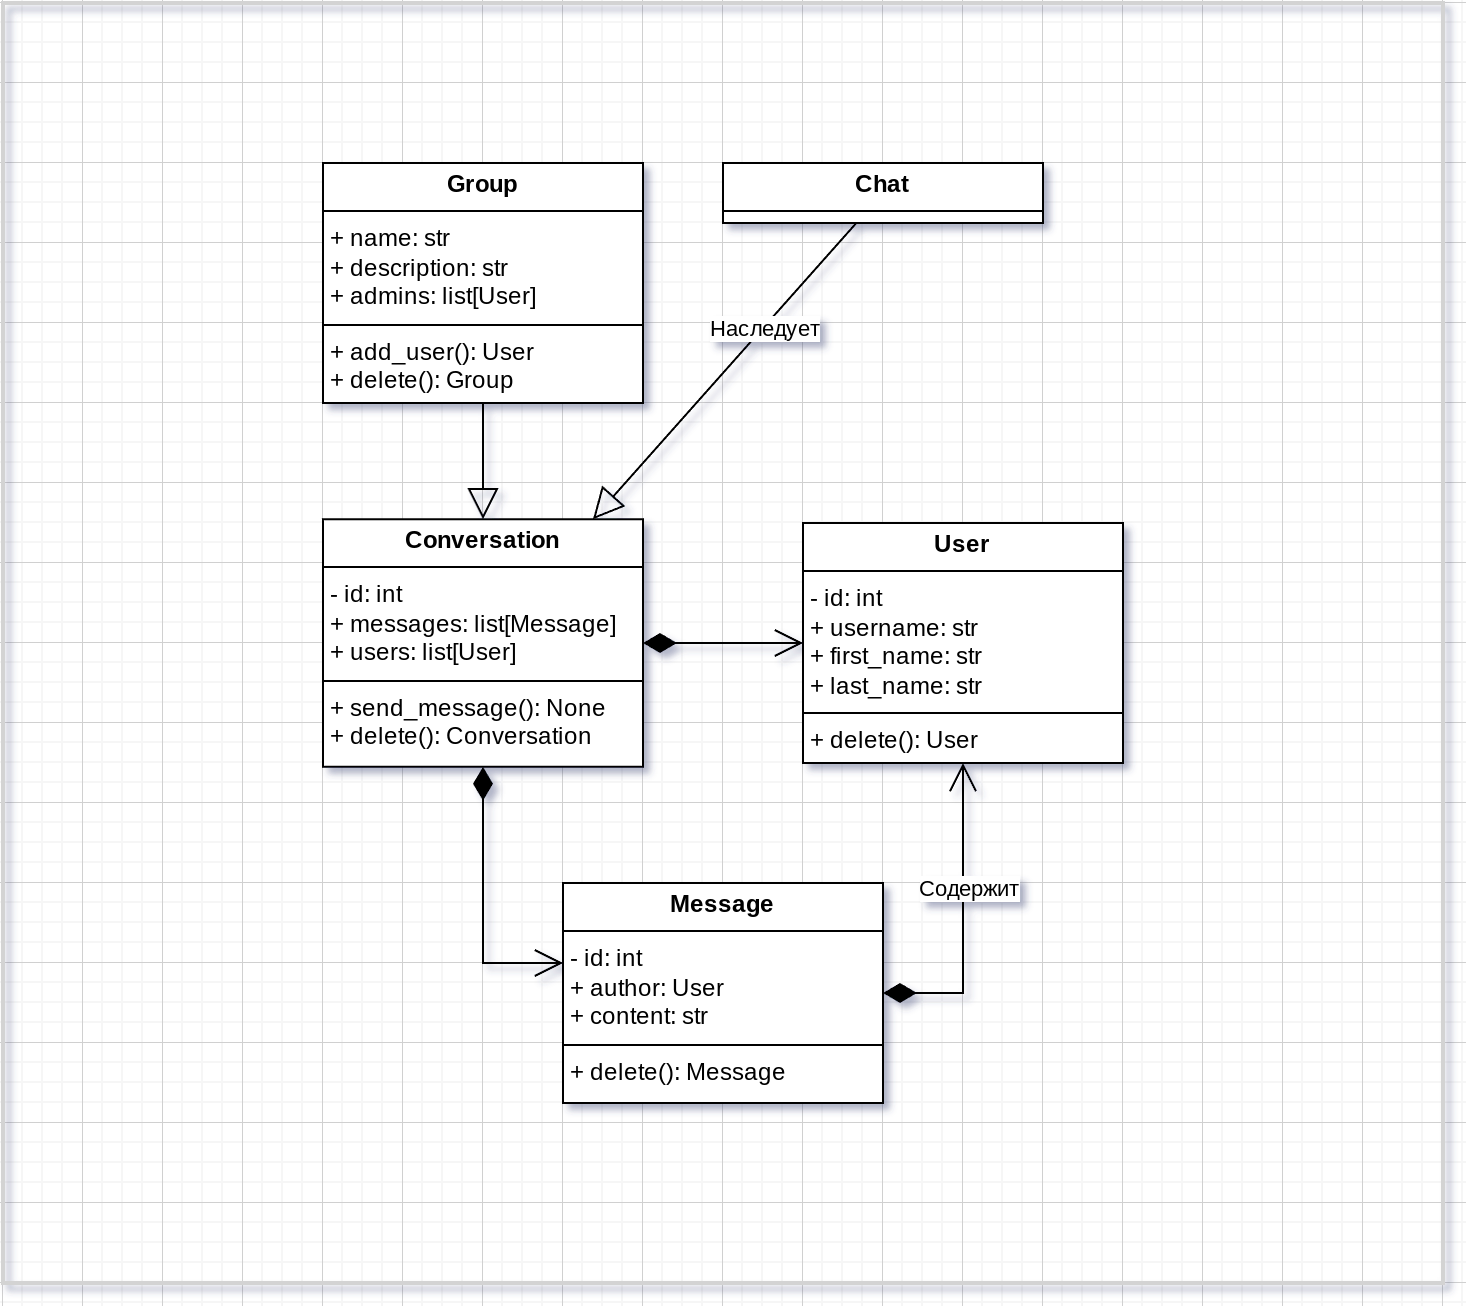 Group
+ name: str
+ description: str
+ admins: list[User]
+ add_user(): User
+ delete(): Group
Chat
Наследует
Conversation
- id: int
+ messages: list[Message]
+ users: list[User]
+ send_message(): None
+ delete(): Conversation
User
- id: int
+ username: str
+ first_name: str
+ last_name: str
+ delete(): User
Содержит
Message
- id: int
+ author: User
+ content: str
+ delete(): Message